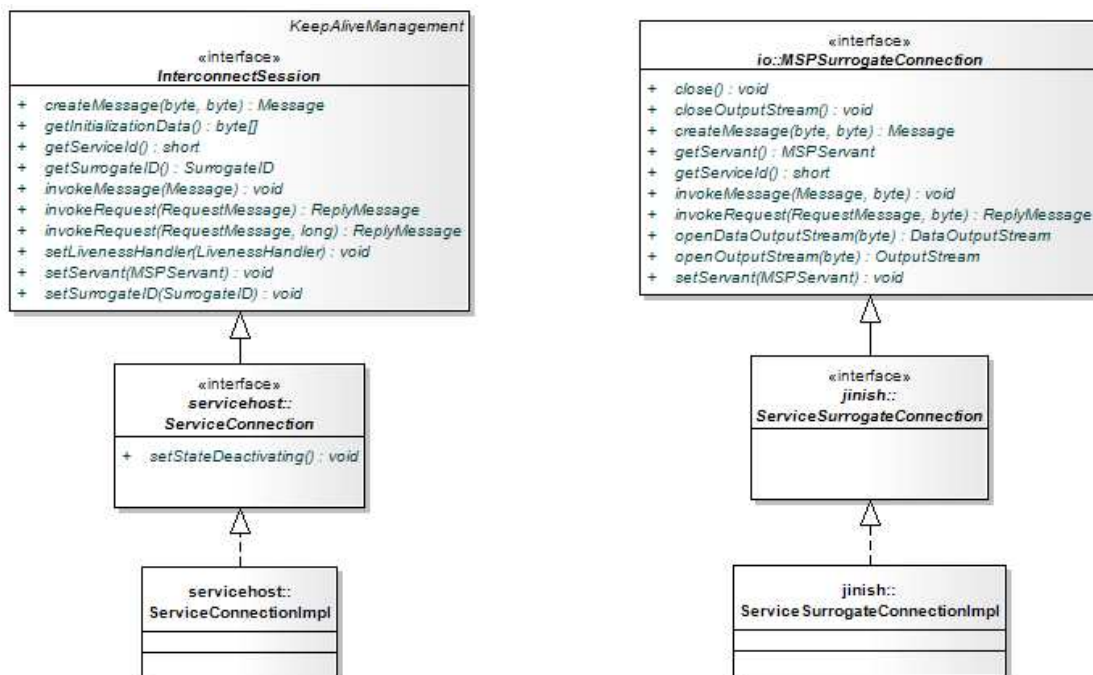 KeepAliveManagement
«interface»
InterconnectSession
+ createMessage(byte, byte) : Message
+ getInitializationData() : byte[]
+ getServiceId() : short
+ getSurrogateID() : SurrogateID
+ invokeMessage(Message) : void
+ invokeRequest(RequestMessage) : ReplyMessage
+ invokeRequest(RequestMessage, long) : ReplyMessage
+ setLivenessHandler(LivenessHandler) : void
+ setServant(MSPServant) : void
+ setSurrogateID(SurrogateID) : void
«interface»
servicehost::
ServiceConnection
+ setStateDeactivating() : void
servicehost::
ServiceConnectionImpl
«interface»
io::MSPSurrogateConnection
+ close() : void
+ closeOutputStream() : void
+ createMessage(byte, byte) : Message
+ getServant() : MSPServant
+ getServiceId() : short
+ invokeMessage(Message, byte) : void
+ invokeRequest(RequestMessage, byte) : ReplyMessage
+ openDataOutputStream(byte) : DataOutputStream
+ openOutputStream(byte) : OutputStream
+ setServant(MSPServant) : void
«interface»
jinish::
ServiceSurrogateConnection
jinish::
ServiceSurrogateConnectionImpl